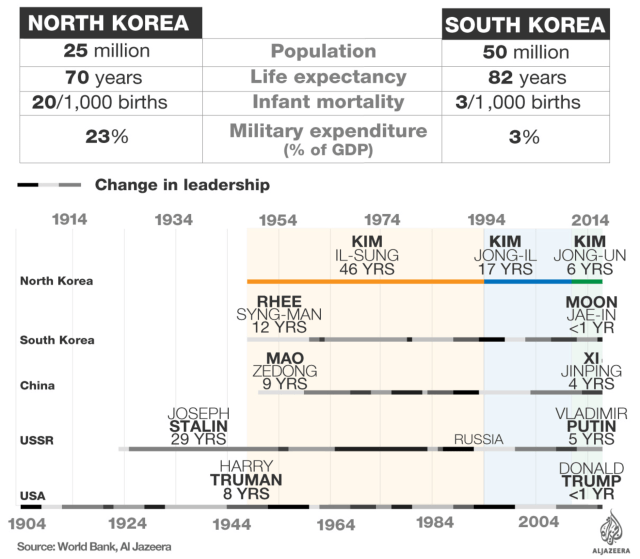 NORTH KOREA
SOUTH KOREA
25 million Population 50 million
70 years Life expectancy 82 years
20/1,000 births Infant mortality 3/1,000 births
23% Military expenditure 3%
(% of GDP)
Change in leadership
1914 1934 1954 1974 1994 2014
KIM KIM KIM
IL-SUNG JONG-IL JONG-UN
46 YRS 17 YRS 6 YRS
North Korea
RHEE MOON
SYNG-MAN JAE-IN
12 YRS <1 YR
South Korea
MAO XI
ZEDONG JINPING
9 YRS 4 YRS
China
JOSEPH VLADIMIR
STALIN PUTIN
29 YRS RUSSIA 5 YRS
USSR
HARRY DONALD
TRUMAN TRUMP
8 YRS <1 YR
USA
1904 1924 1944 1964 1984 2004
Source: World Bank, Al Jazeera
ALJAZEERA